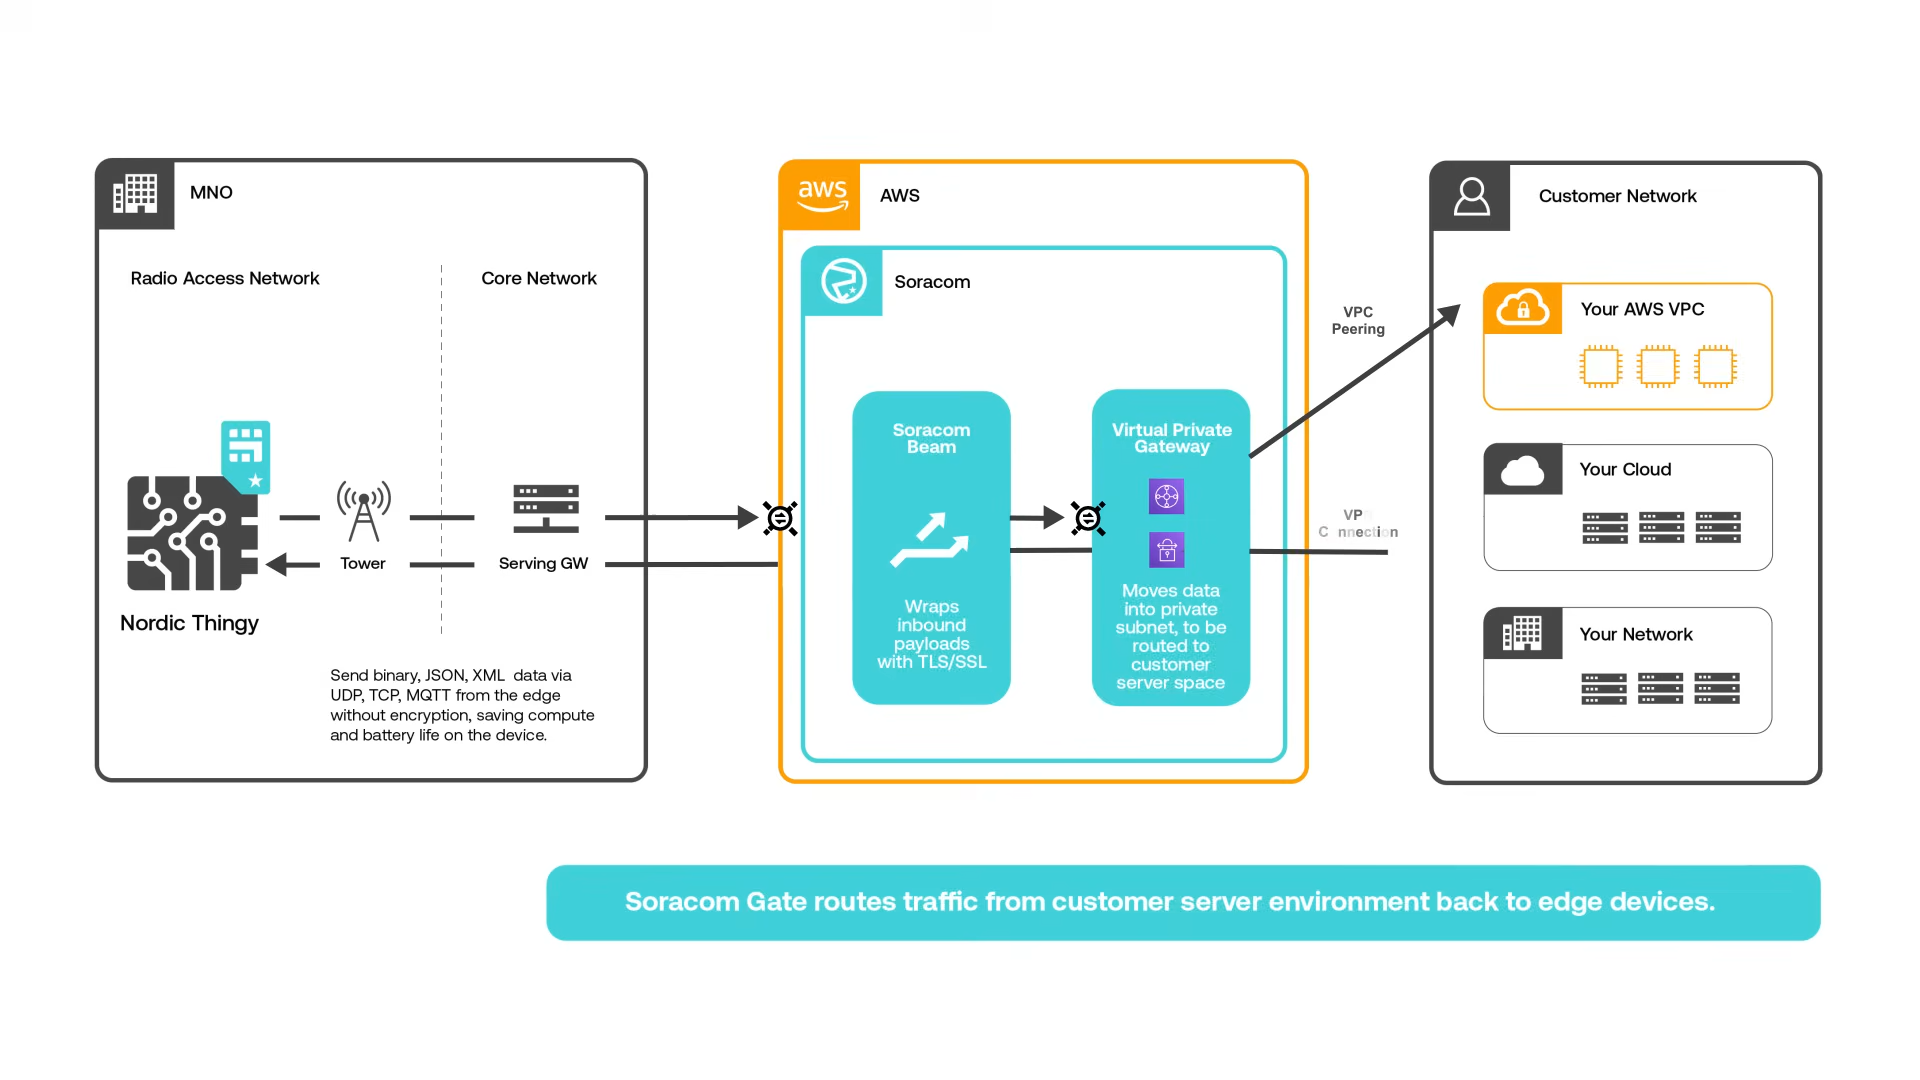 MNO
Radio Access Network
Core Network
Tower
Serving GW
Nordic Thingy
Send binary, JSON, XML data via
UDP, TCP, MQTT from the edge
without encryption, saving compute
and battery life on the device.
aws
AWS
Soracom
Soracom
Beam
Wraps
inbound
payloads
with TLS/SSL
Virtual Private
Gateway
Moves data
into private
subnet, to be
routed to
customer
server space
VPC
Peering
Customer Network
Your AWS VPC
Your Cloud
Your Network
Soracom Gate routes traffic from customer server environment back to edge devices.